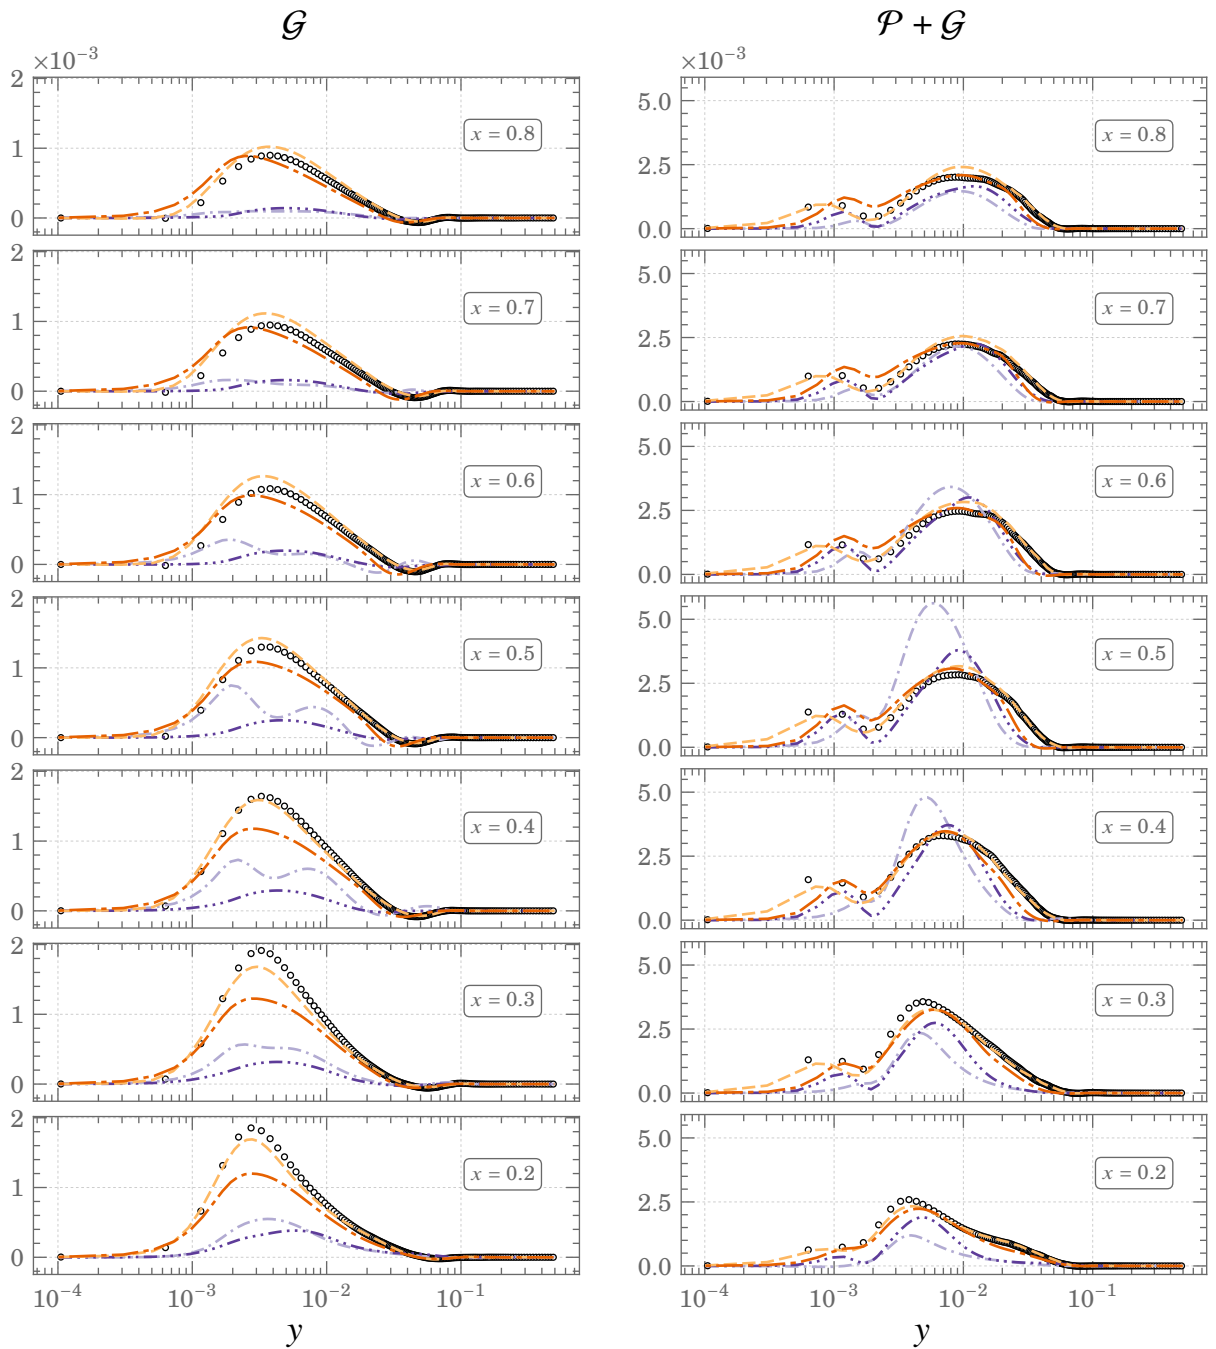 𝒢
×10⁻³
2
1
0
x = 0.8
2
1
0
x = 0.7
2
1
0
x = 0.6
2
1
0
x = 0.5
2
1
0
x = 0.4
2
1
0
x = 0.3
2
1
0
x = 0.2
10⁻⁴ 10⁻³ 10⁻² 10⁻¹
y
𝒫 + 𝒢
×10⁻³
5.0
2.5
0.0
x = 0.8
5.0
2.5
0.0
x = 0.7
5.0
2.5
0.0
x = 0.6
5.0
2.5
0.0
x = 0.5
5.0
2.5
0.0
x = 0.4
5.0
2.5
0.0
x = 0.3
5.0
2.5
0.0
x = 0.2
10⁻⁴ 10⁻³ 10⁻² 10⁻¹
y